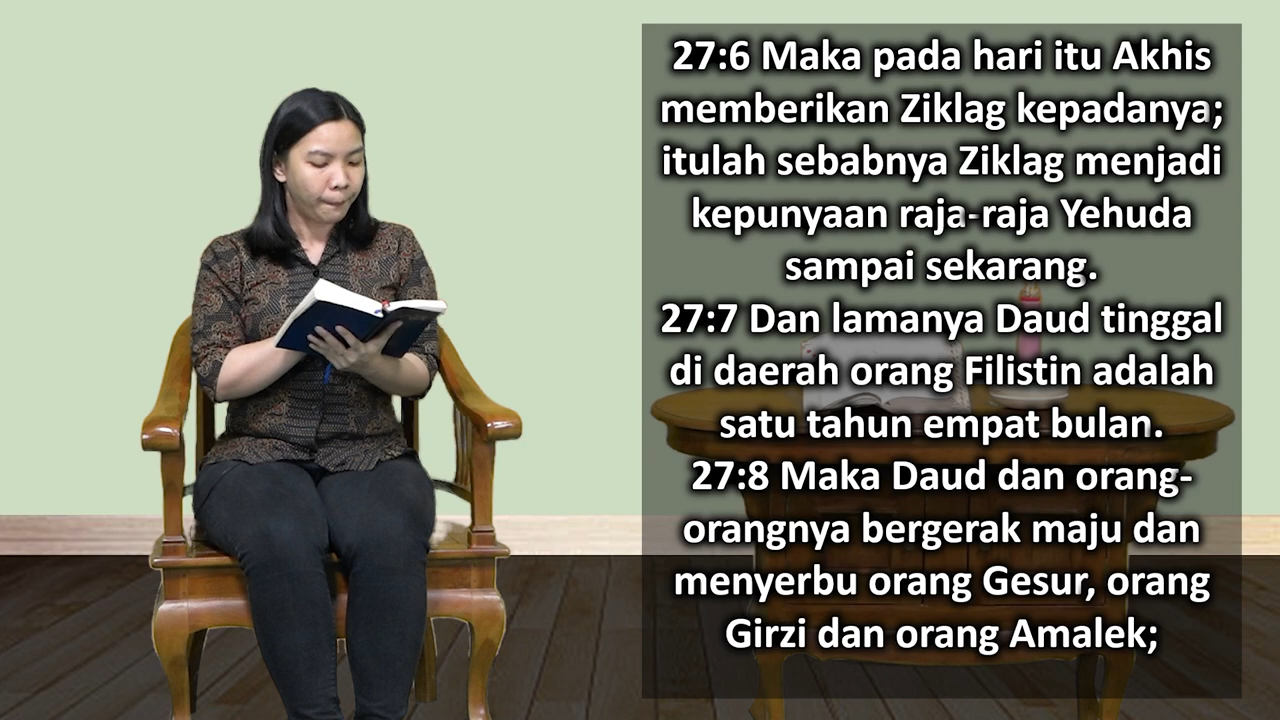 27:6 Maka pada hari itu Akhis
memberikan Ziklag kepadanya;
itulah sebabnya Ziklag menjadi
kepunyaan raja-raja Yehuda
sampai sekarang.
27:7 Dan lamanya Daud tinggal
di daerah orang Filistin adalah
satu tahun empat bulan.
27:8 Maka Daud dan orang-
orangnya bergerak maju dan
menyerbu orang Gesur, orang
Girzi dan orang Amalek;